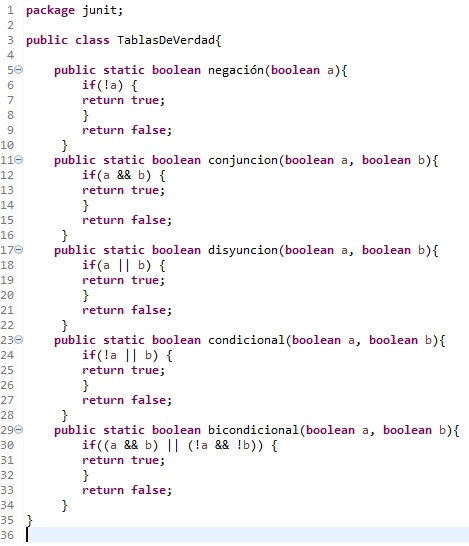 1 package junit;
2
3 public class TablasDeVerdad{
4
5 public static boolean negación(boolean a){
6 if(!a) {
7 return true;
8 }
9 return false;
10 }
11 public static boolean conjuncion(boolean a, boolean b){
12 if(a && b) {
13 return true;
14 }
15 return false;
16 }
17 public static boolean disyuncion(boolean a, boolean b){
18 if(a || b) {
19 return true;
20 }
21 return false;
22 }
23 public static boolean condicional(boolean a, boolean b){
24 if(!a || b) {
25 return true;
26 }
27 return false;
28 }
29 public static boolean bicondicional(boolean a, boolean b){
30 if((a && b) || (!a && !b)) {
31 return true;
32 }
33 return false;
34 }
35 }
36